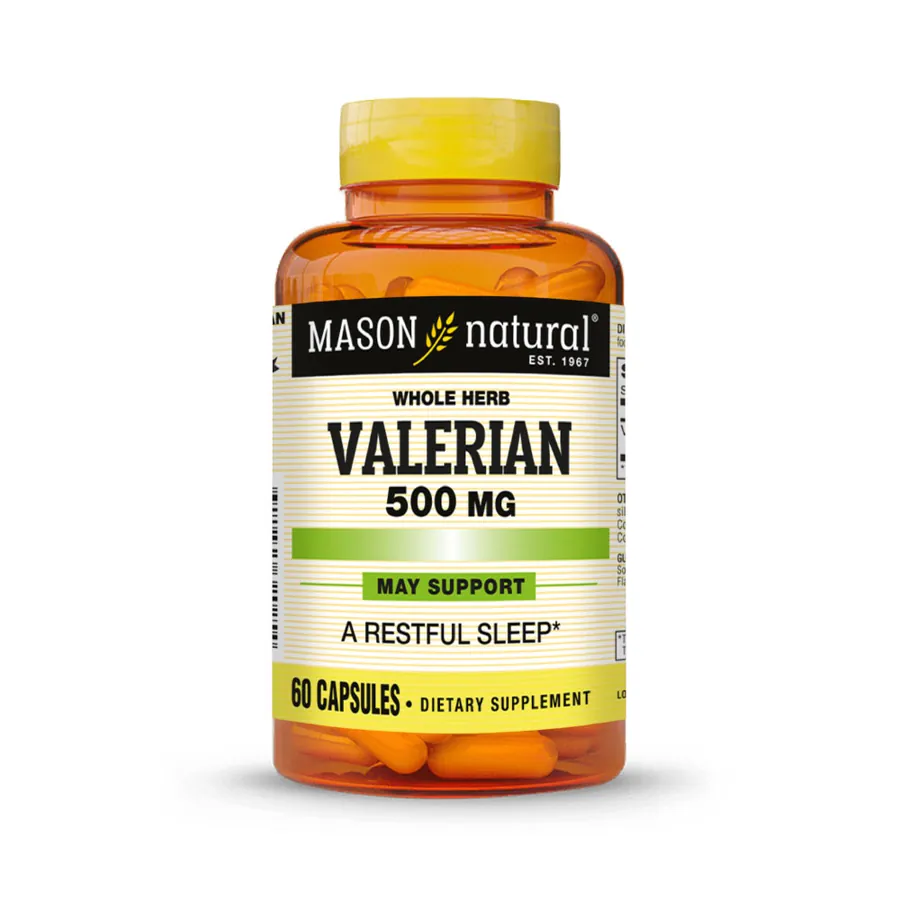 MASON natural®
EST. 1967
WHOLE HERB
VALERIAN
500 MG
MAY SUPPORT
A RESTFUL SLEEP*
60 CAPSULES • DIETARY SUPPLEMENT